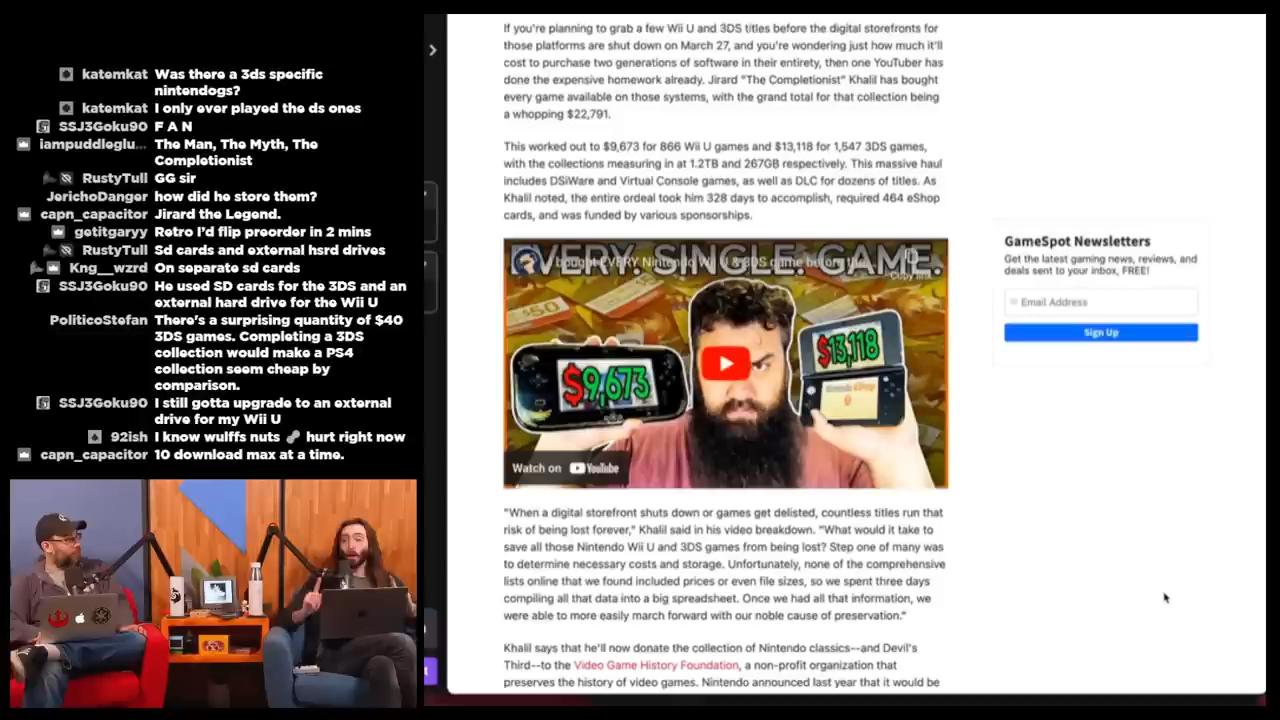 katemkat Was there a 3ds specific
nintendogs?
katemkat I only ever played the ds ones
SSJ3Goku90 F A N
iampuddleglu... The Man, The Myth, The
Completionist
RustyTull GG sir
JerichoDanger how did he store them?
capn_capacitor Jirard the Legend.
getitgaryy Retro I'd flip preorder in 2 mins
RustyTull Sd cards and external hsrd drives
Kng__wzrd On separate sd cards
SSJ3Goku90 He used SD cards for the 3DS and an
external hard drive for the Wii U
PoliticoStefan There's a surprising quantity of $40
3DS games. Completing a 3DS
collection would make a PS4
collection seem cheap by
comparison.
SSJ3Goku90 I still gotta upgrade to an external
drive for my Wii U
92ish I know wulffs nuts hurt right now
capn_capacitor 10 download max at a time.
If you're planning to grab a few Wii U and 3DS titles before the digital storefronts for
those platforms are shut down on March 27, and you're wondering just how much it'll
cost to purchase two generations of software in their entirety, then one YouTuber has
done the expensive homework already. Jirard "The Completionist" Khalil has bought
every game available on those systems, with the grand total for that collection being
a whopping $22,791.
This worked out to $9,673 for 866 Wii U games and $13,118 for 1,547 3DS games,
with the collections measuring in at 1.2TB and 267GB respectively. This massive haul
includes DSiWare and Virtual Console games, as well as DLC for dozens of titles. As
Khalil noted, the entire ordeal took him 328 days to accomplish, required 464 eShop
cards, and was funded by various sponsorships.
EVERY. SINGLE. GAME.
I bought EVERY Nintendo Wii U & 3DS game before the
Copy link
$50
$9,673
$13,118
Nintendo eShop
Watch on YouTube
"When a digital storefront shuts down or games get delisted, countless titles run that
risk of being lost forever," Khalil said in his video breakdown. "What would it take to
save all those Nintendo Wii U and 3DS games from being lost? Step one of many was
to determine necessary costs and storage. Unfortunately, none of the comprehensive
lists online that we found included prices or even file sizes, so we spent three days
compiling all that data into a big spreadsheet. Once we had all that information, we
were able to more easily march forward with our noble cause of preservation."
Khalil says that he'll now donate the collection of Nintendo classics--and Devil's
Third--to the Video Game History Foundation, a non-profit organization that
preserves the history of video games. Nintendo announced last year that it would be
GameSpot Newsletters
Get the latest gaming news, reviews, and
deals sent to your inbox, FREE!
Email Address
Sign Up